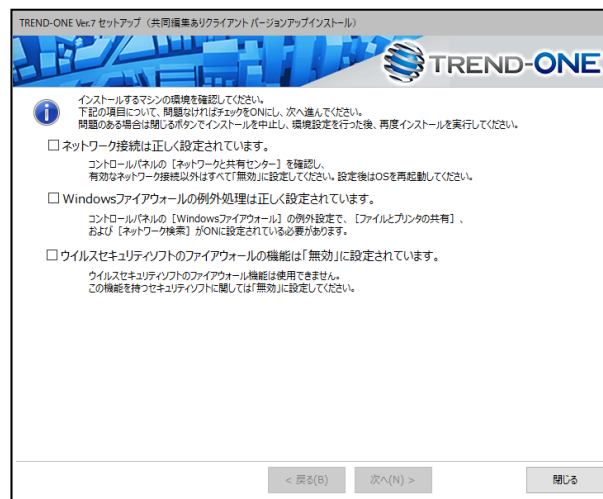 TREND-ONE Ver.7 セットアップ（共同編集ありクライアント バージョンアップインストール）
TREND-ONE
インストールするマシンの環境を確認してください。
下記の項目について、問題なければチェックをONにし、次へ進んでください。
問題のある場合は閉じるボタンでインストールを中止し、環境設定を行った後、再度インストールを実行してください。
ネットワーク接続は正しく設定されています。
コントロールパネルの［ネットワークと共有センター］を確認し、
有効なネットワーク接続以外はすべて「無効」に設定してください。設定後はOSを再起動してください。
Windowsファイアウォールの例外処理は正しく設定されています。
コントロールパネルの［Windowsファイアウォール］の例外設定で、［ファイルとプリンタの共有］、
および［ネットワーク検索］がONに設定されている必要があります。
ウイルスセキュリティソフトのファイアウォールの機能は「無効」に設定されています。
ウイルスセキュリティソフトのファイアウォール機能は使用できません。
この機能を持つセキュリティソフトに関しては「無効」に設定してください。
< 戻る(B) 次へ(N) > 閉じる